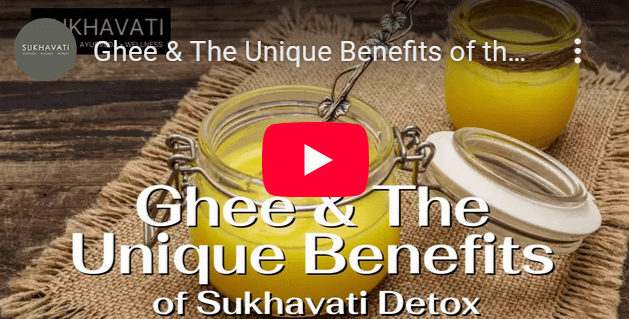 SUKHAVATI
Ghee & The Unique Benefits of th...
Ghee & The
Unique Benefits
of Sukhavati Detox